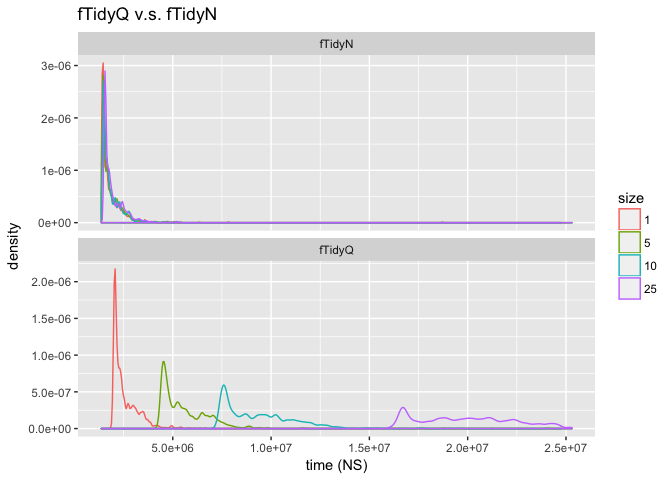 fTidyQ v.s. fTidyN
fTidyN
3e-06
2e-06
1e-06
0e+00
density
fTidyQ
2.0e-06
1.5e-06
1.0e-06
5.0e-07
0.0e+00
5.0e+06 1.0e+07 1.5e+07 2.0e+07 2.5e+07
time (NS)
size
1
5
10
25